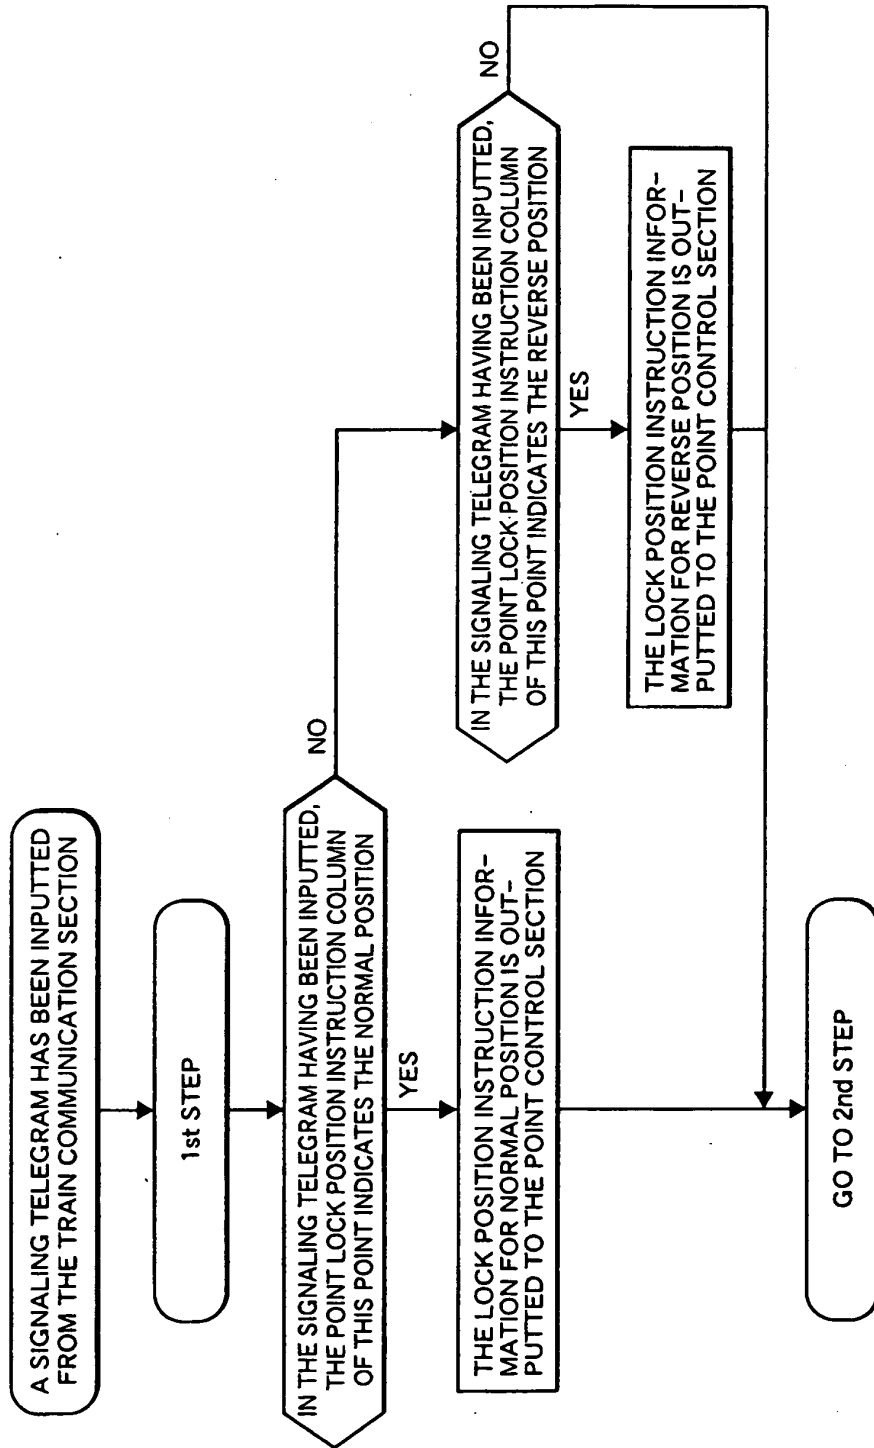 A SIGNALING TELEGRAM HAS BEEN INPUTTED
FROM THE TRAIN COMMUNICATION SECTION
1st STEP
IN THE SIGNALING TELEGRAM HAVING BEEN INPUTTED,
THE POINT LOCK POSITION INSTRUCTION COLUMN
OF THIS POINT INDICATES THE NORMAL POSITION
NO
YES
THE LOCK POSITION INSTRUCTION INFOR-
MATION FOR NORMAL POSITION IS OUT-
PUTTED TO THE POINT CONTROL SECTION
IN THE SIGNALING TELEGRAM HAVING BEEN INPUTTED,
THE POINT LOCK POSITION INSTRUCTION COLUMN
OF THIS POINT INDICATES THE REVERSE POSITION
NO
YES
THE LOCK POSITION INSTRUCTION INFOR-
MATION FOR REVERSE POSITION IS OUT-
PUTTED TO THE POINT CONTROL SECTION
GO TO 2nd STEP